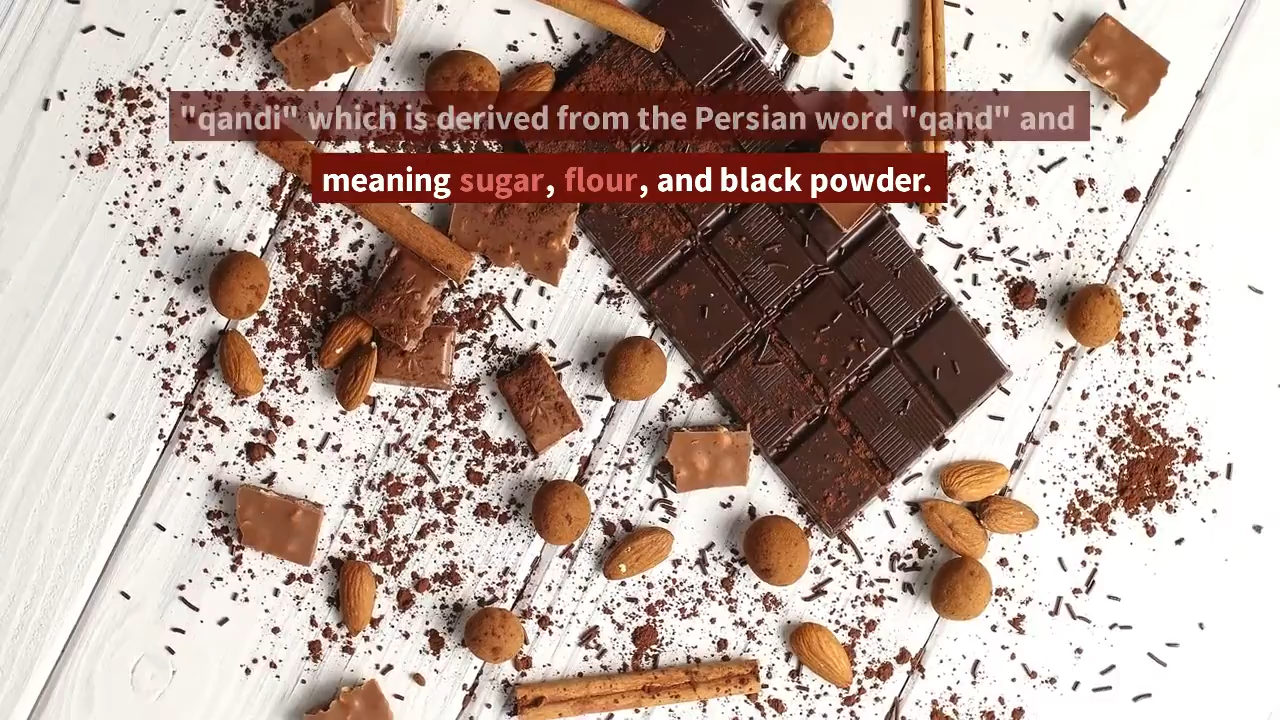 "qandi" which is derived from the Persian word "qand" and
meaning sugar, flour, and black powder.